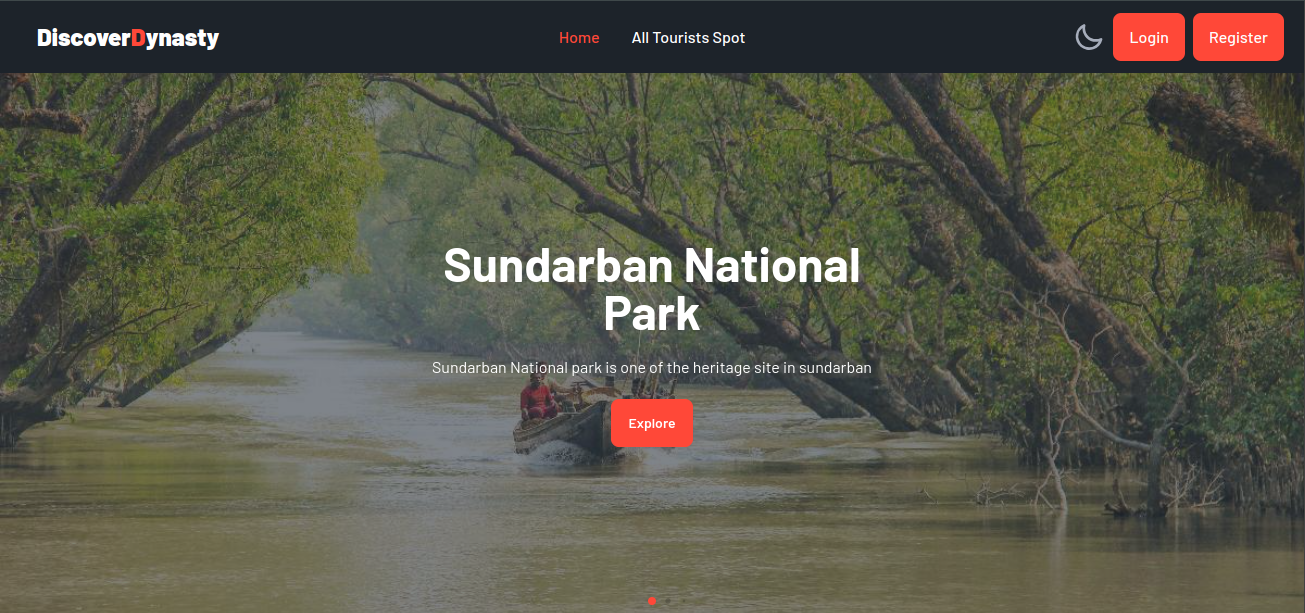 DiscoverDynasty
Home
All Tourists Spot
Login
Register
Sundarban National
Park
Sundarban National park is one of the heritage site in sundarban
Explore